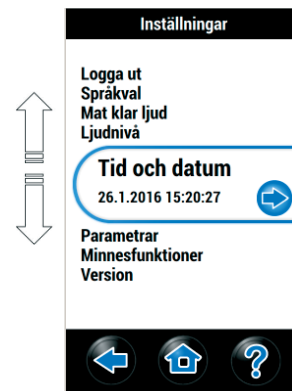 Inställningar
Logga ut
Språkval
Mat klar ljud
Ljudnivå
Tid och datum
26.1.2016 15:20:27
Parametrar
Minnesfunktioner
Version
?